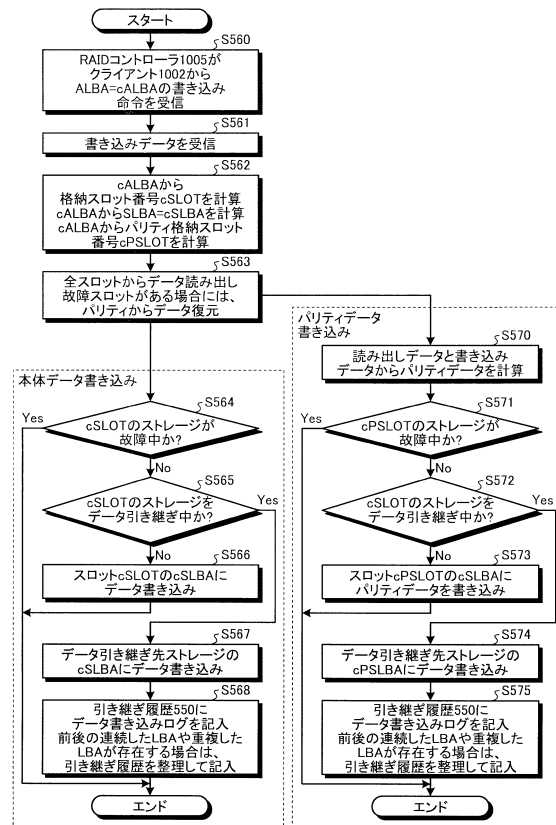 スタート
S560
RAIDコントローラ1005が
クライアント1002から
ALBA=cALBAの書き込み
命令を受信
S561
書き込みデータを受信
S562
cALBAから
格納スロット番号cSLOTを計算
cALBAからSLBA=cSLBAを計算
cALBAからパリティ格納スロット
番号cPSLOTを計算
S563
全スロットからデータ読み出し
故障スロットがある場合には、
パリティからデータ復元
本体データ書き込み
S564
cSLOTのストレージが
故障中か?
Yes
No
S565
cSLOTのストレージを
データ引き継ぎ中か?
Yes
No
S566
スロットcSLOTのcSLBAに
データ書き込み
S567
データ引き継ぎ先ストレージの
cSLBAにデータ書き込み
S568
引き継ぎ履歴550に
データ書き込みログを記入
前後の連続したLBAや重複した
LBAが存在する場合は、
引き継ぎ履歴を整理して記入
エンド
パリティデータ
書き込み
S570
読み出しデータと書き込み
データからパリティデータを計算
S571
cPSLOTのストレージが
故障中か?
Yes
No
S572
cSLOTのストレージを
データ引き継ぎ中か?
Yes
No
S573
スロットcPSLOTのcSLBAに
パリティデータを書き込み
S574
データ引き継ぎ先ストレージの
cPSLBAにデータ書き込み
S575
引き継ぎ履歴550に
データ書き込みログを記入
前後の連続したLBAや重複した
LBAが存在する場合は、
引き継ぎ履歴を整理して記入
エンド